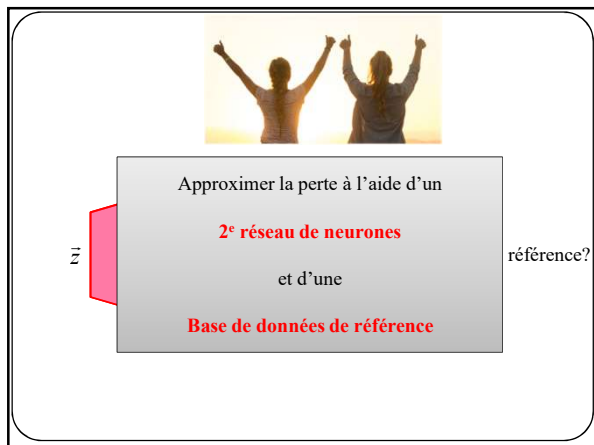 Approximer la perte à l'aide d'un
2e réseau de neurones
et d'une
Base de données de référence
z⃗
référence?